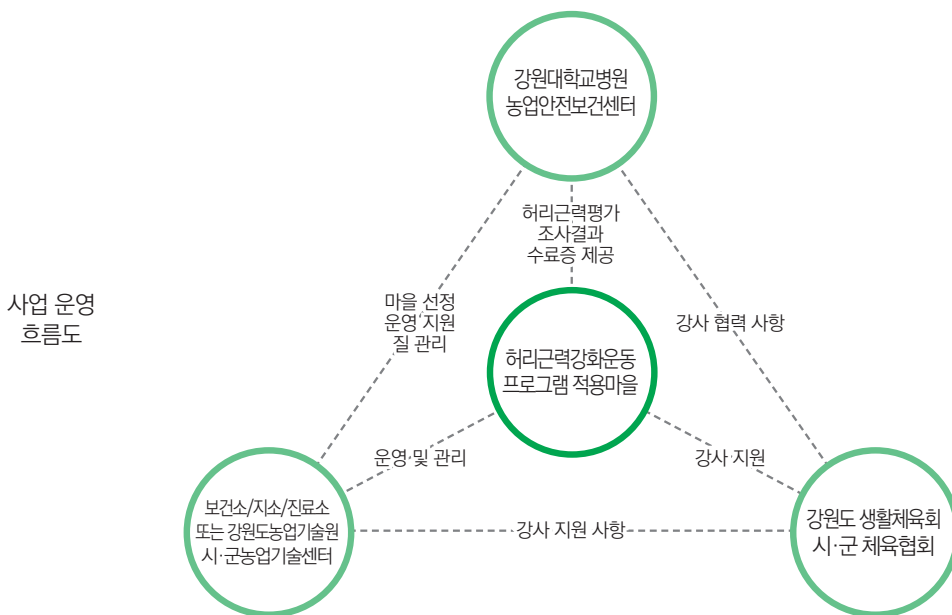 강원대학교병원
농업안전보건센터
허리근력평가
조사결과
수료증 제공
사업 운영
흐름도
마을 선정
운영 지원
질 관리
강사 협력 사항
허리근력강화운동
프로그램 적용마을
운영 및 관리
강사 지원
보건소/지소/진료소
또는 강원도농업기술원
시·군농업기술센터
강사 지원 사항
강원도 생활체육회
시·군 체육협회